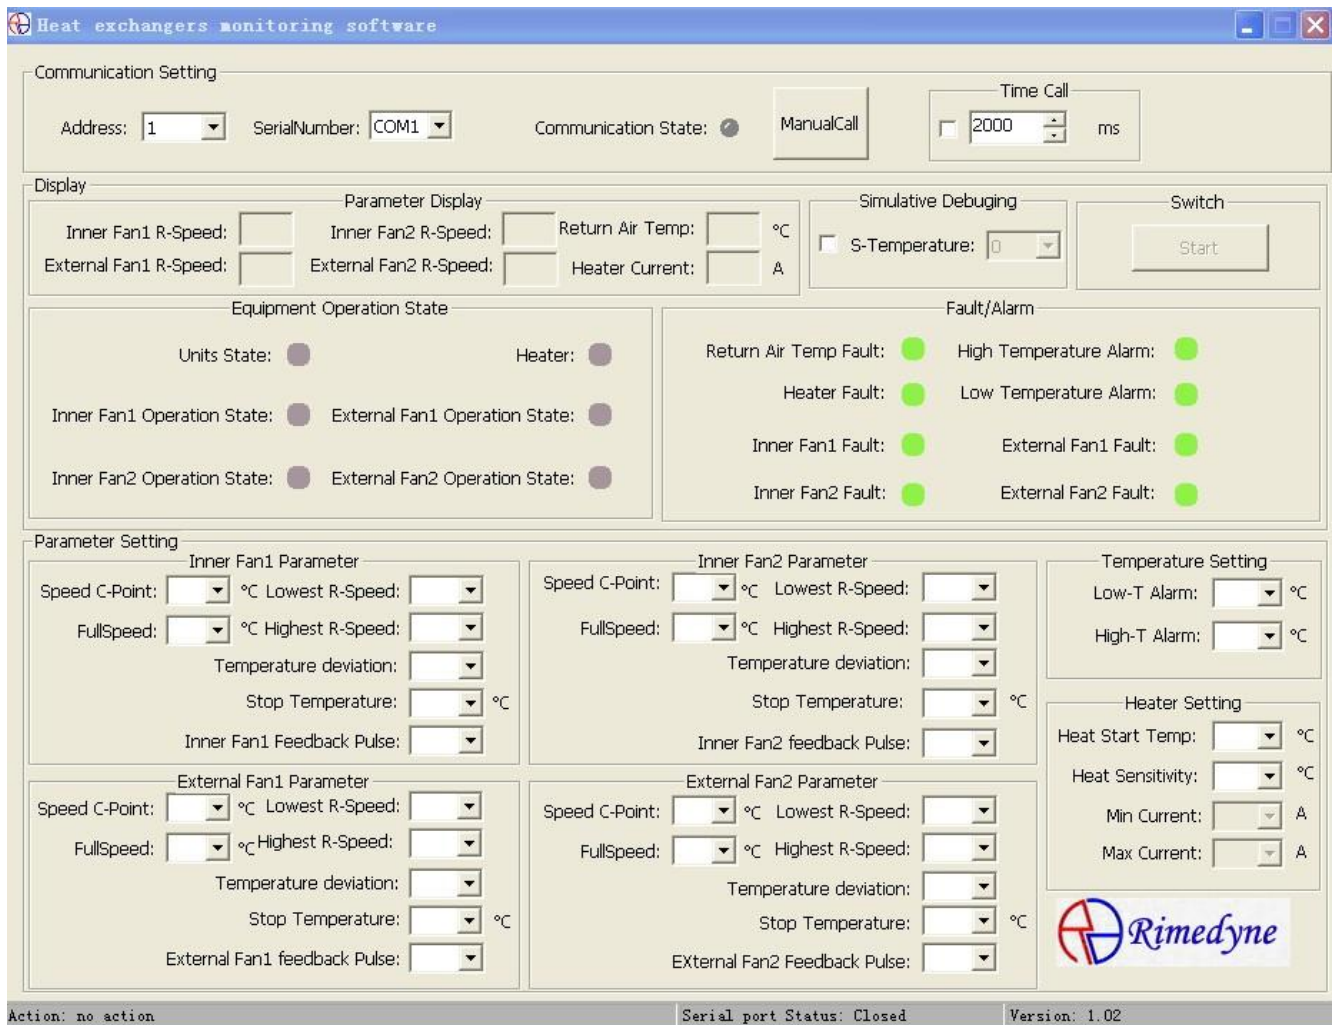 Heat exchangers monitoring software
Communication Setting
Time Call
Address: 1 SerialNumber: COM1 Communication State: ManualCall 2000 ms
Display
Parameter Display Simulative Debuging Switch
Inner Fan1 R-Speed: Inner Fan2 R-Speed: Return Air Temp: °C S-Temperature: 0 Start
External Fan1 R-Speed: External Fan2 R-Speed: Heater Current: A
Equipment Operation State
Units State: Heater:
Inner Fan1 Operation State: External Fan1 Operation State:
Inner Fan2 Operation State: External Fan2 Operation State:
Fault/Alarm
Return Air Temp Fault: High Temperature Alarm:
Heater Fault: Low Temperature Alarm:
Inner Fan1 Fault: External Fan1 Fault:
Inner Fan2 Fault: External Fan2 Fault:
Parameter Setting
Inner Fan1 Parameter
Speed C-Point: °C Lowest R-Speed:
FullSpeed: °C Highest R-Speed:
Temperature deviation:
Stop Temperature: °C
Inner Fan1 Feedback Pulse:
Inner Fan2 Parameter
Speed C-Point: °C Lowest R-Speed:
FullSpeed: °C Highest R-Speed:
Temperature deviation:
Stop Temperature: °C
Inner Fan2 feedback Pulse:
Temperature Setting
Low-T Alarm: °C
High-T Alarm: °C
External Fan1 Parameter
Speed C-Point: °C Lowest R-Speed:
FullSpeed: °C Highest R-Speed:
Temperature deviation:
Stop Temperature: °C
External Fan1 feedback Pulse:
External Fan2 Parameter
Speed C-Point: °C Lowest R-Speed:
FullSpeed: °C Highest R-Speed:
Temperature deviation:
Stop Temperature: °C
EXternal Fan2 Feedback Pulse:
Heater Setting
Heat Start Temp: °C
Heat Sensitivity: °C
Min Current: A
Max Current: A
Rimedyne
Action: no action Serial port Status: Closed Version: 1.02